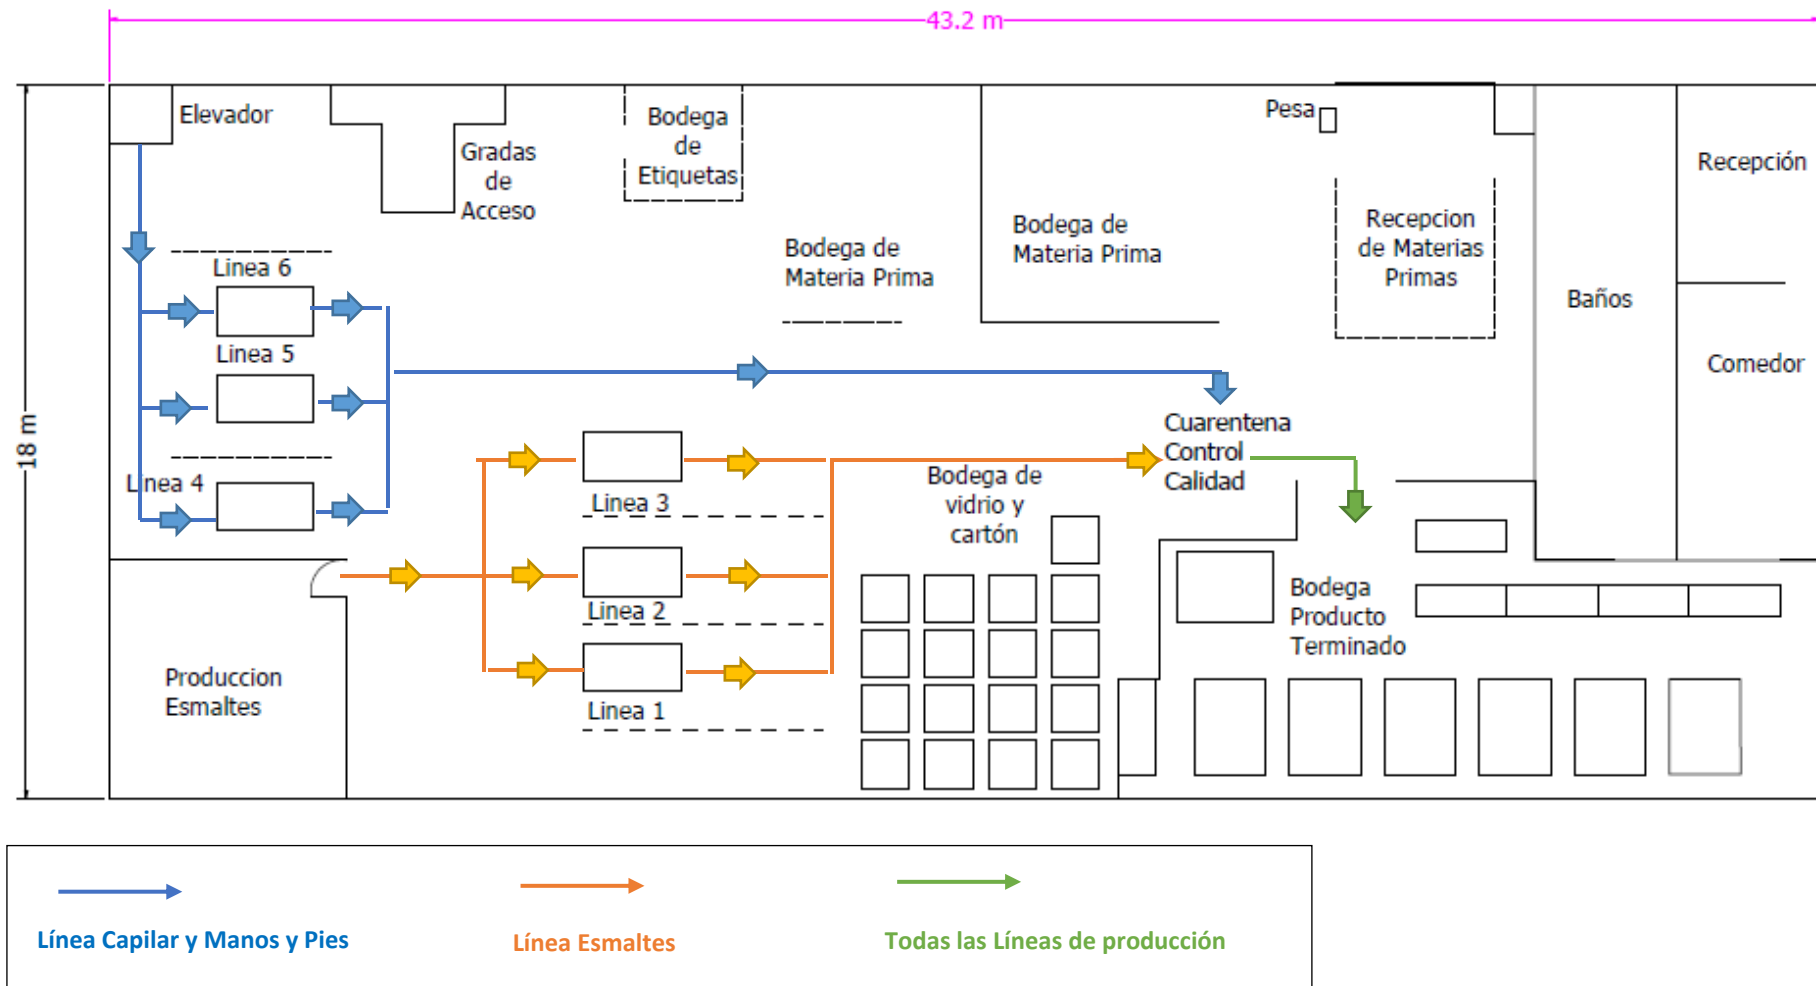 43.2 m
18 m
Elevador
Gradas
de
Acceso
Bodega
de
Etiquetas
Bodega de
Materia Prima
Bodega de
Materia Prima
Pesa
Recepcion
de Materias
Primas
Baños
Recepción
Comedor
Linea 6
Linea 5
Linea 4
Linea 3
Linea 2
Linea 1
Bodega de
vidrio y
cartón
Cuarentena
Control
Calidad
Bodega
Producto
Terminado
Produccion
Esmaltes
Línea Capilar y Manos y Pies
Línea Esmaltes
Todas las Líneas de producción